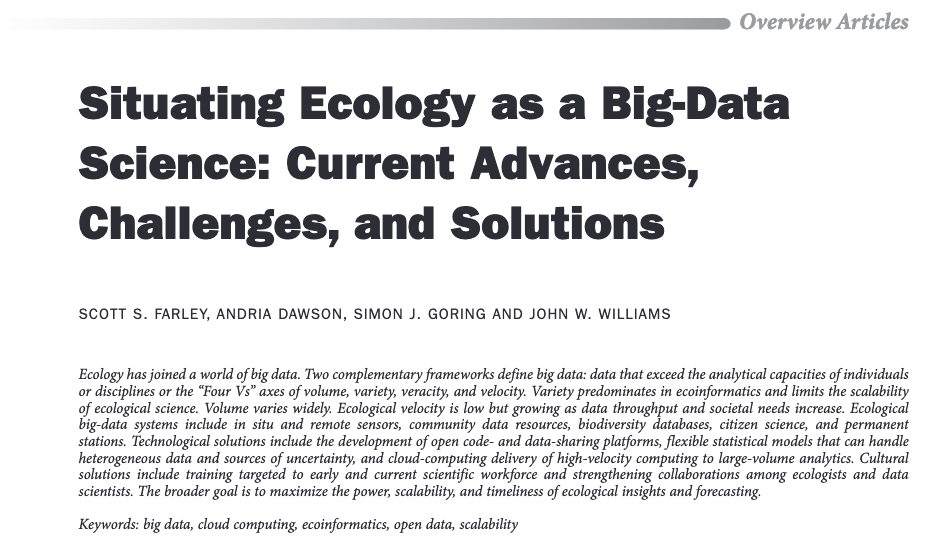 Overview Articles
Situating Ecology as a Big-Data
Science: Current Advances,
Challenges, and Solutions
SCOTT S. FARLEY, ANDRIA DAWSON, SIMON J. GORING AND JOHN W. WILLIAMS
Ecology has joined a world of big data. Two complementary frameworks define big data: data that exceed the analytical capacities of individuals
or disciplines or the “Four Vs” axes of volume, variety, veracity, and velocity. Variety predominates in ecoinformatics and limits the scalability
of ecological science. Volume varies widely. Ecological velocity is low but growing as data throughput and societal needs increase. Ecological
big-data systems include in situ and remote sensors, community data resources, biodiversity databases, citizen science, and permanent
stations. Technological solutions include the development of open code- and data-sharing platforms, flexible statistical models that can handle
heterogeneous data and sources of uncertainty, and cloud-computing delivery of high-velocity computing to large-volume analytics. Cultural
solutions include training targeted to early and current scientific workforce and strengthening collaborations among ecologists and data
scientists. The broader goal is to maximize the power, scalability, and timeliness of ecological insights and forecasting.
Keywords: big data, cloud computing, ecoinformatics, open data, scalability